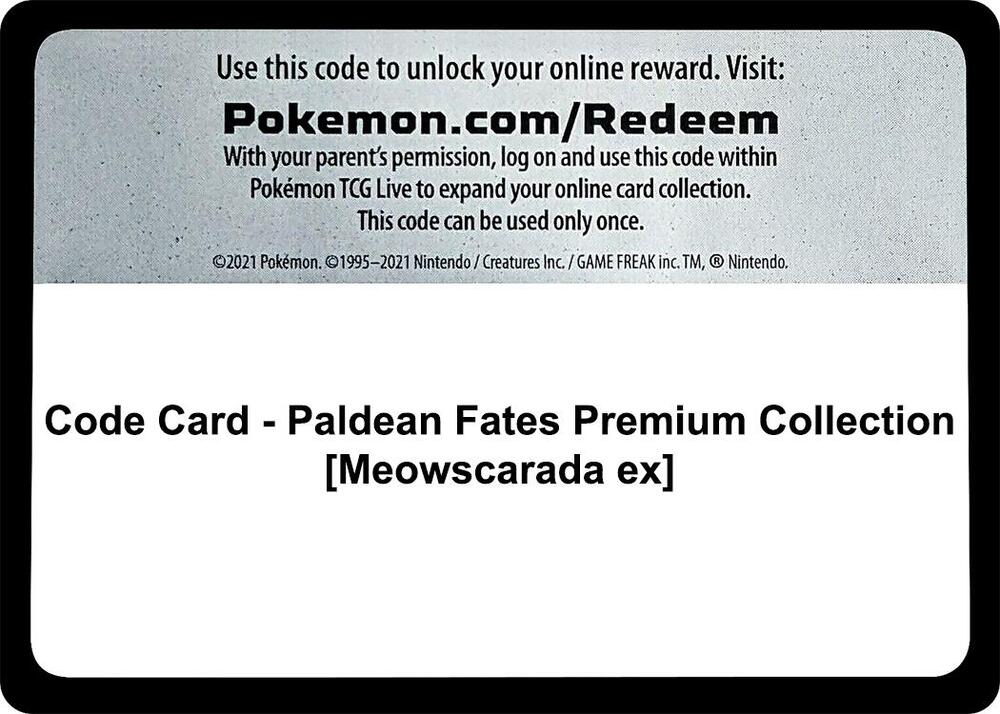 Use this code to unlock your online reward. Visit:
Pokemon.com/Redeem
With your parent's permission, log on and use this code within
Pokémon TCG Live to expand your online card collection.
This code can be used only once.
©2021 Pokémon. ©1995–2021 Nintendo / Creatures Inc. / GAME FREAK inc. TM, ® Nintendo.
Code Card - Paldean Fates Premium Collection
[Meowscarada ex]